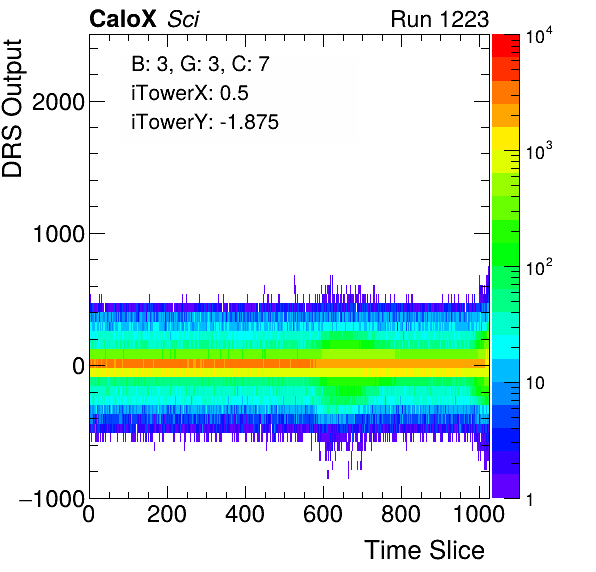 CaloX Sci
Run 1223
B: 3, G: 3, C: 7
iTowerX: 0.5
iTowerY: -1.875
DRS Output
2000
1000
0
−1000
0
200
400
600
800
1000
Time Slice
10⁴
10³
10²
10
1